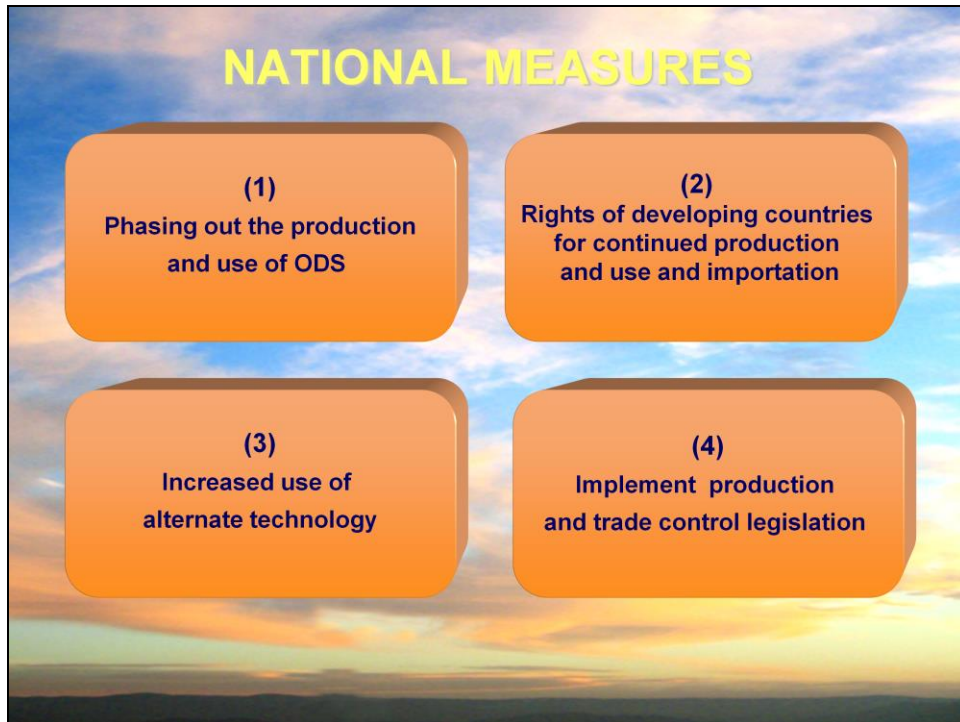 NATIONAL MEASURES
(1)
Phasing out the production
and use of ODS
(2)
Rights of developing countries
for continued production
and use and importation
(3)
Increased use of
alternate technology
(4)
Implement production
and trade control legislation